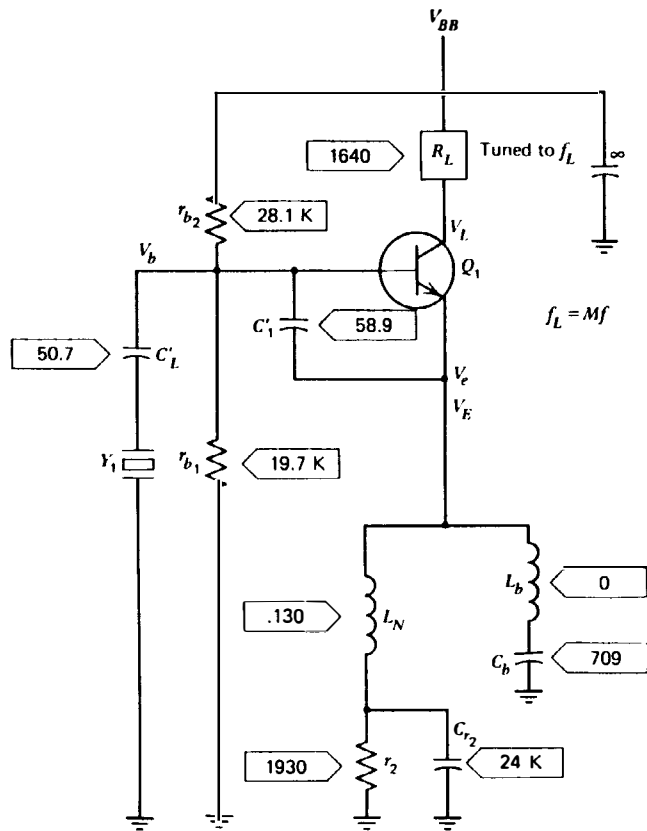 V_BB
1640
R_L
Tuned to f_L
∞
r_b2
28.1 K
V_L
V_b
Q_1
C'_1
58.9
f_L = Mf
50.7
C'_L
V_e
V_E
Y_1
r_b1
19.7 K
L_b
0
.130
L_N
C_b
709
C_r2
1930
r_2
24 K